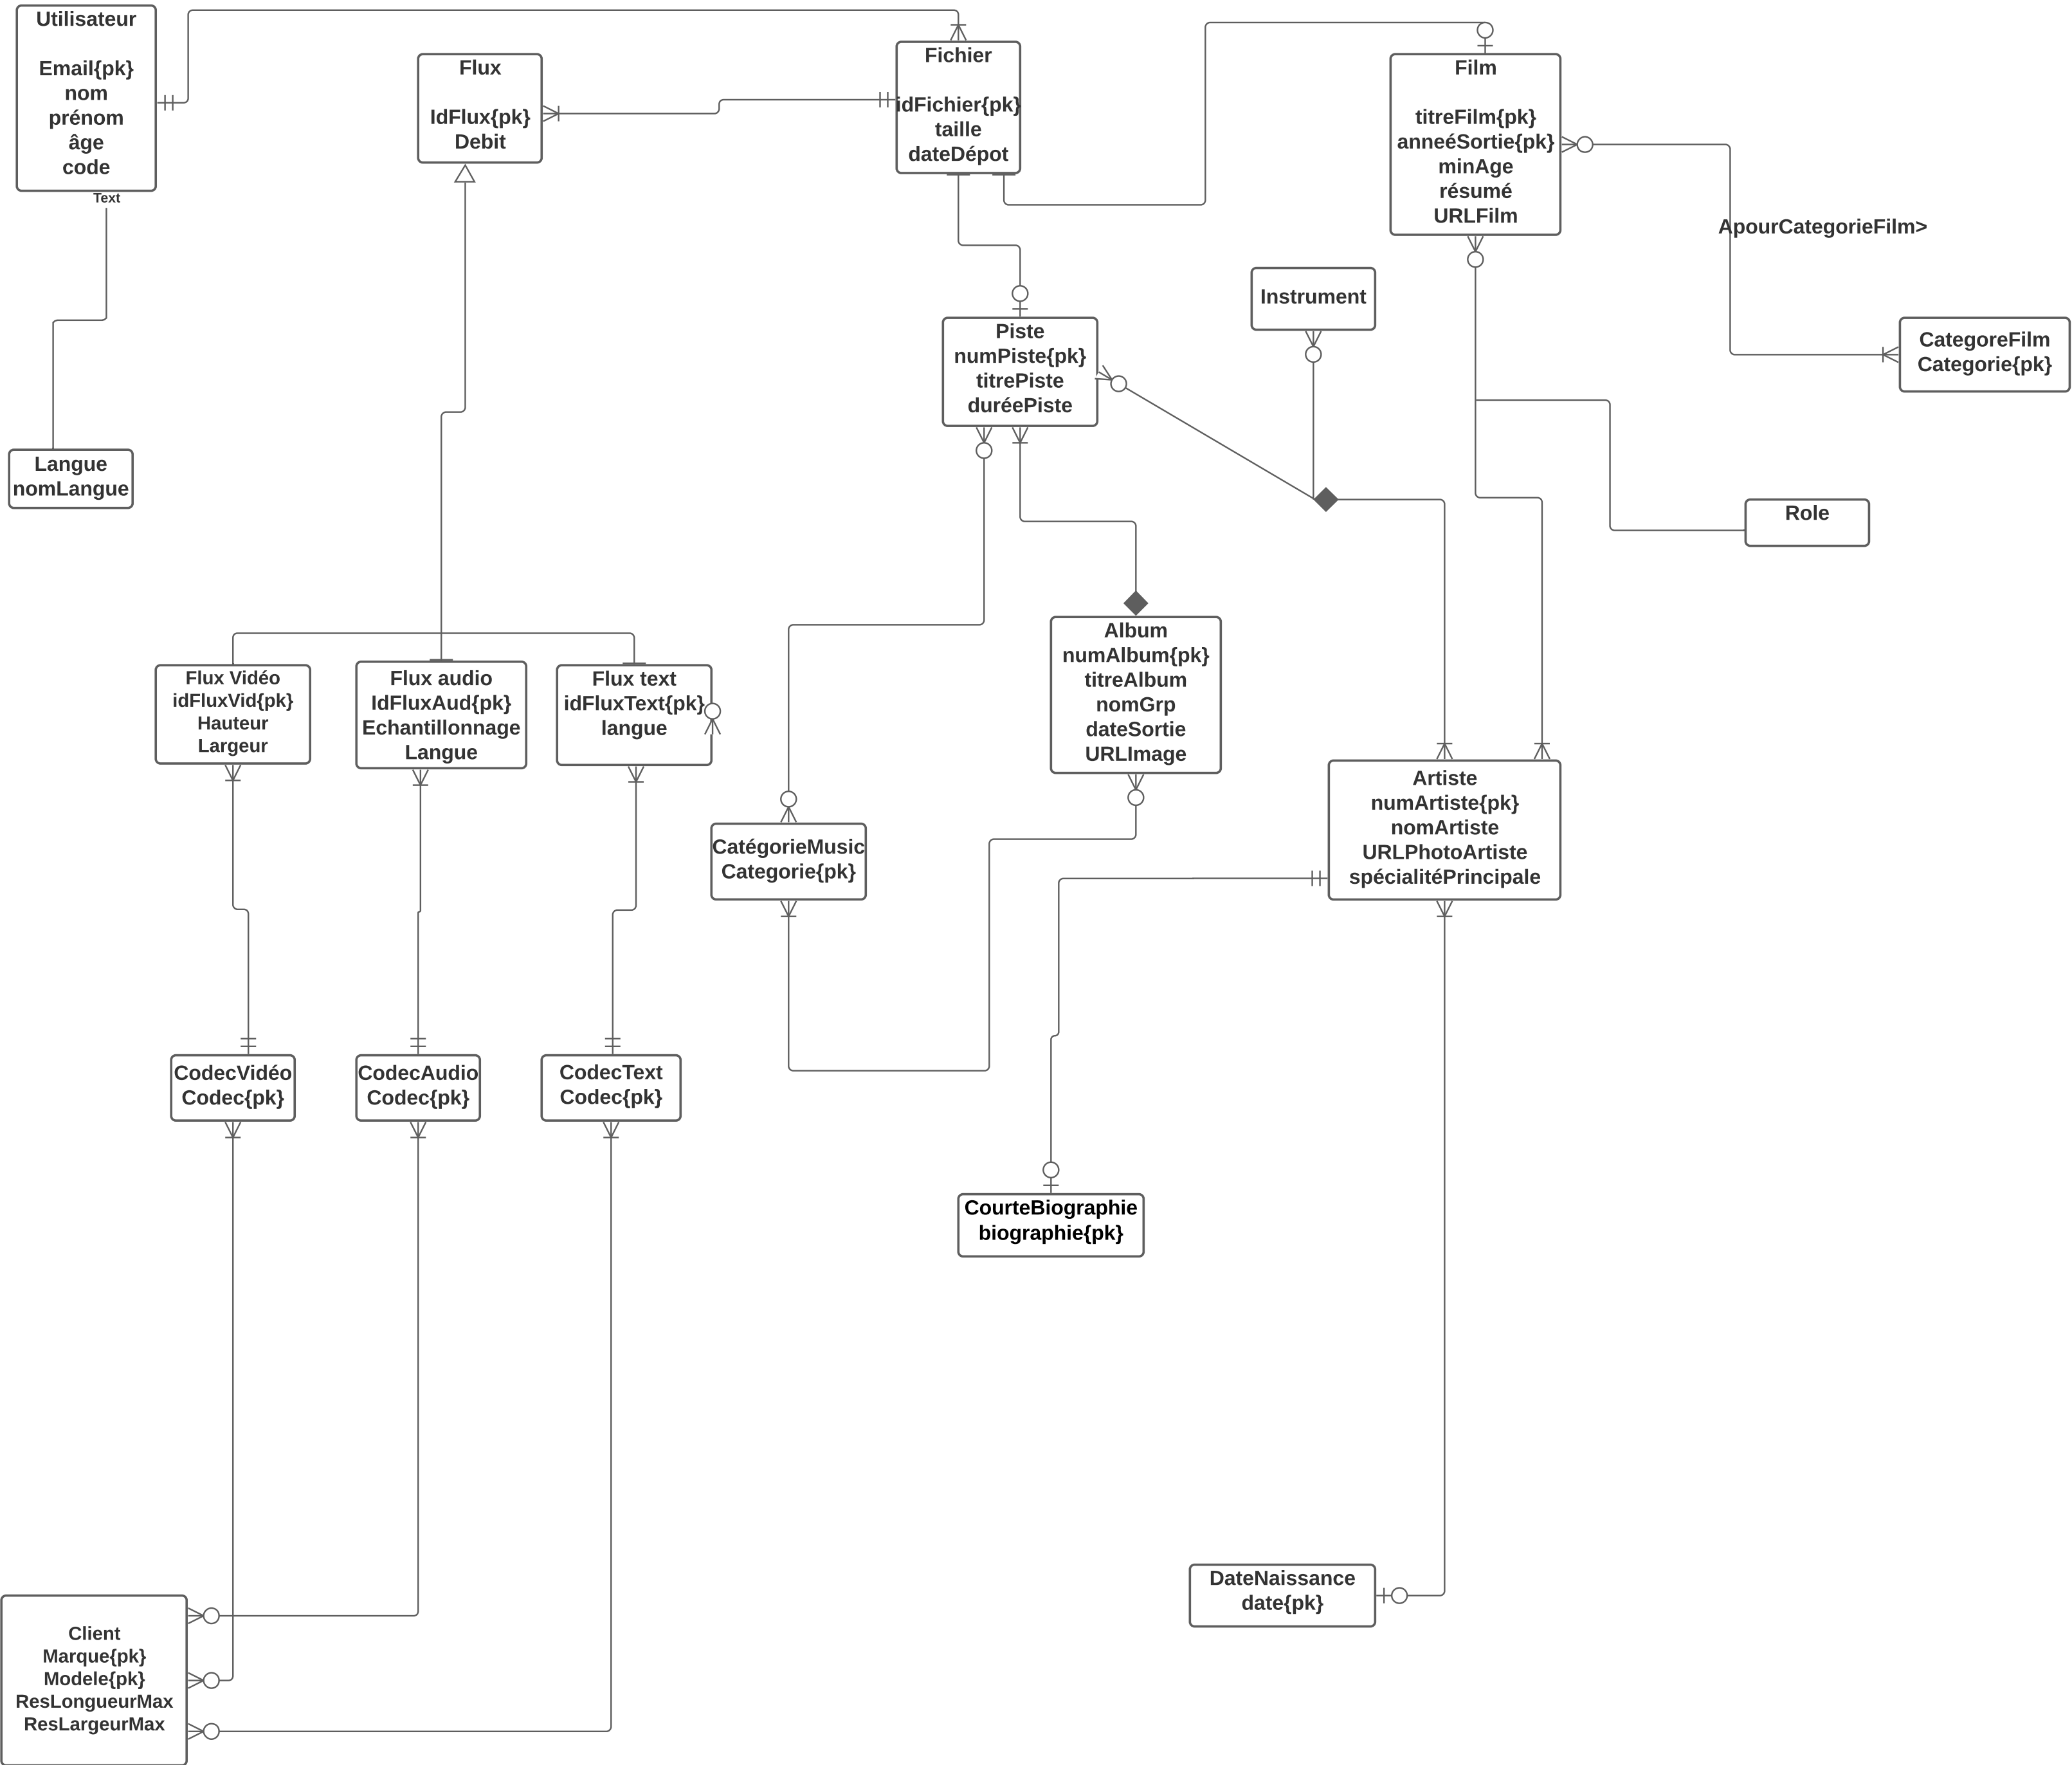 Utilisateur
Email{pk}
nom
prénom
âge
code
Text
Flux
IdFlux{pk}
Debit
Fichier
idFichier{pk}
taille
dateDépot
Film
titreFilm{pk}
anneéSortie{pk}
minAge
résumé
URLFilm
ApourCategorieFilm>
Instrument
Piste
numPiste{pk}
titrePiste
duréePiste
CategoreFilm
Categorie{pk}
Langue
nomLangue
Role
Flux Vidéo
idFluxVid{pk}
Hauteur
Largeur
Flux audio
IdFluxAud{pk}
Echantillonnage
Langue
Flux text
idFluxText{pk}
langue
Album
numAlbum{pk}
titreAlbum
nomGrp
dateSortie
URLImage
Artiste
numArtiste{pk}
nomArtiste
URLPhotoArtiste
spécialitéPrincipale
CatégorieMusic
Categorie{pk}
CodecVidéo
Codec{pk}
CodecAudio
Codec{pk}
CodecText
Codec{pk}
CourteBiographie
biographie{pk}
DateNaissance
date{pk}
Client
Marque{pk}
Modele{pk}
ResLongueurMax
ResLargeurMax